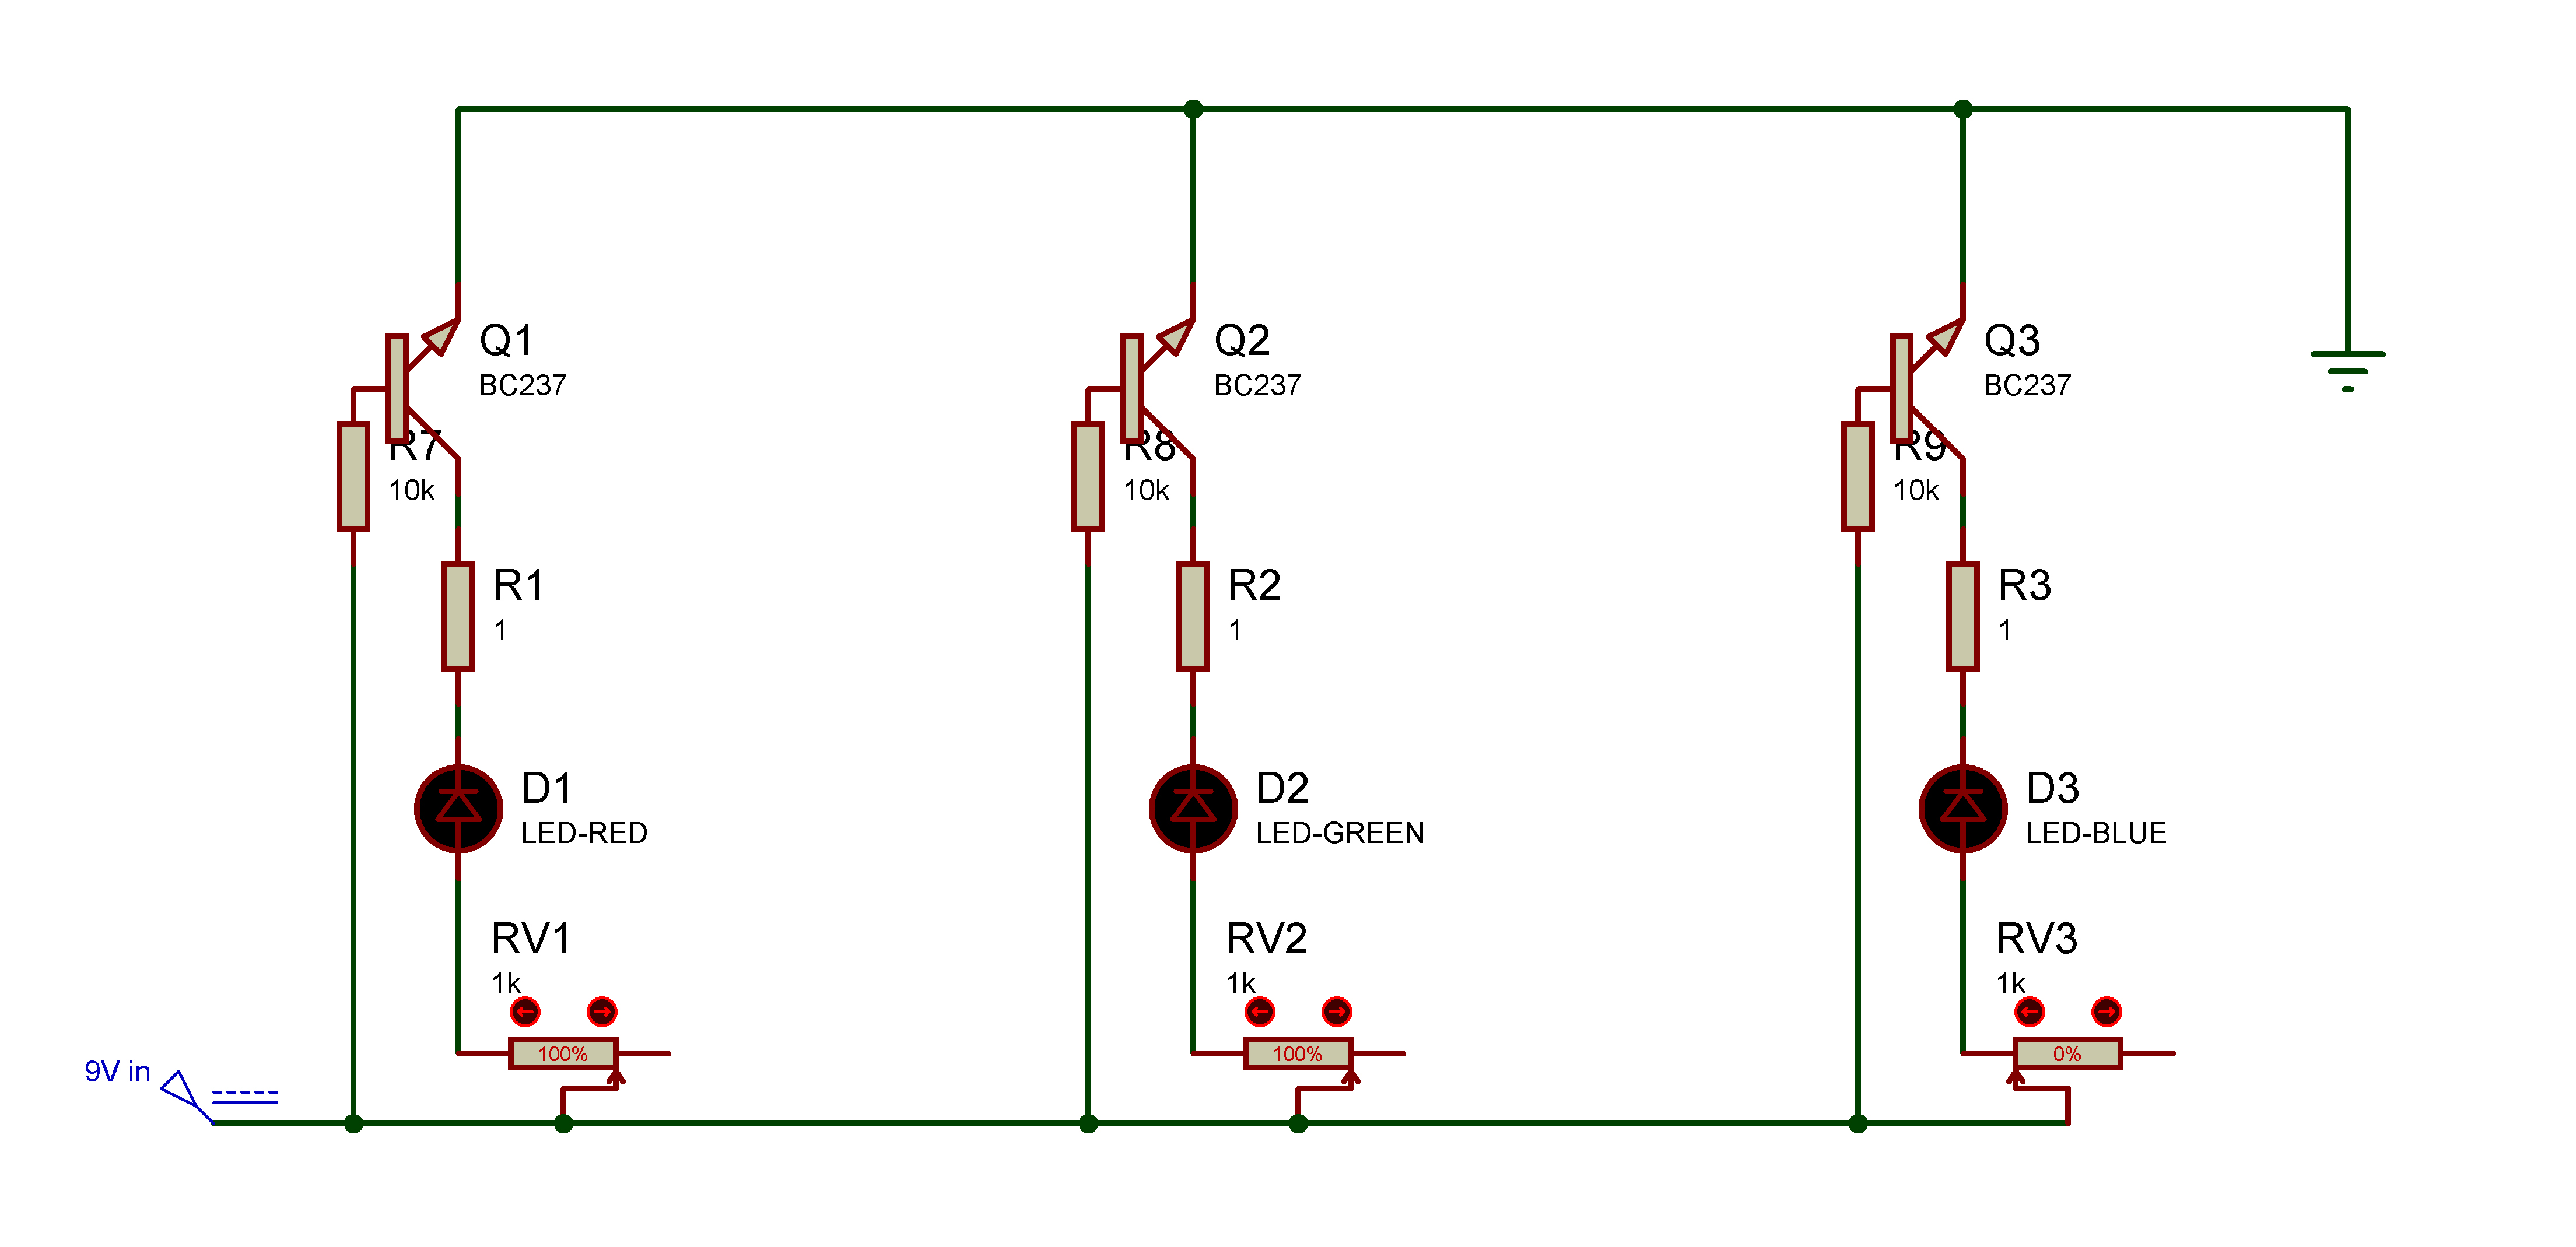 Q1
BC237
R7
10k
R1
1
D1
LED-RED
RV1
1k
100%
Q2
BC237
R8
10k
R2
1
D2
LED-GREEN
RV2
1k
100%
Q3
BC237
R9
10k
R3
1
D3
LED-BLUE
RV3
1k
0%
9V in